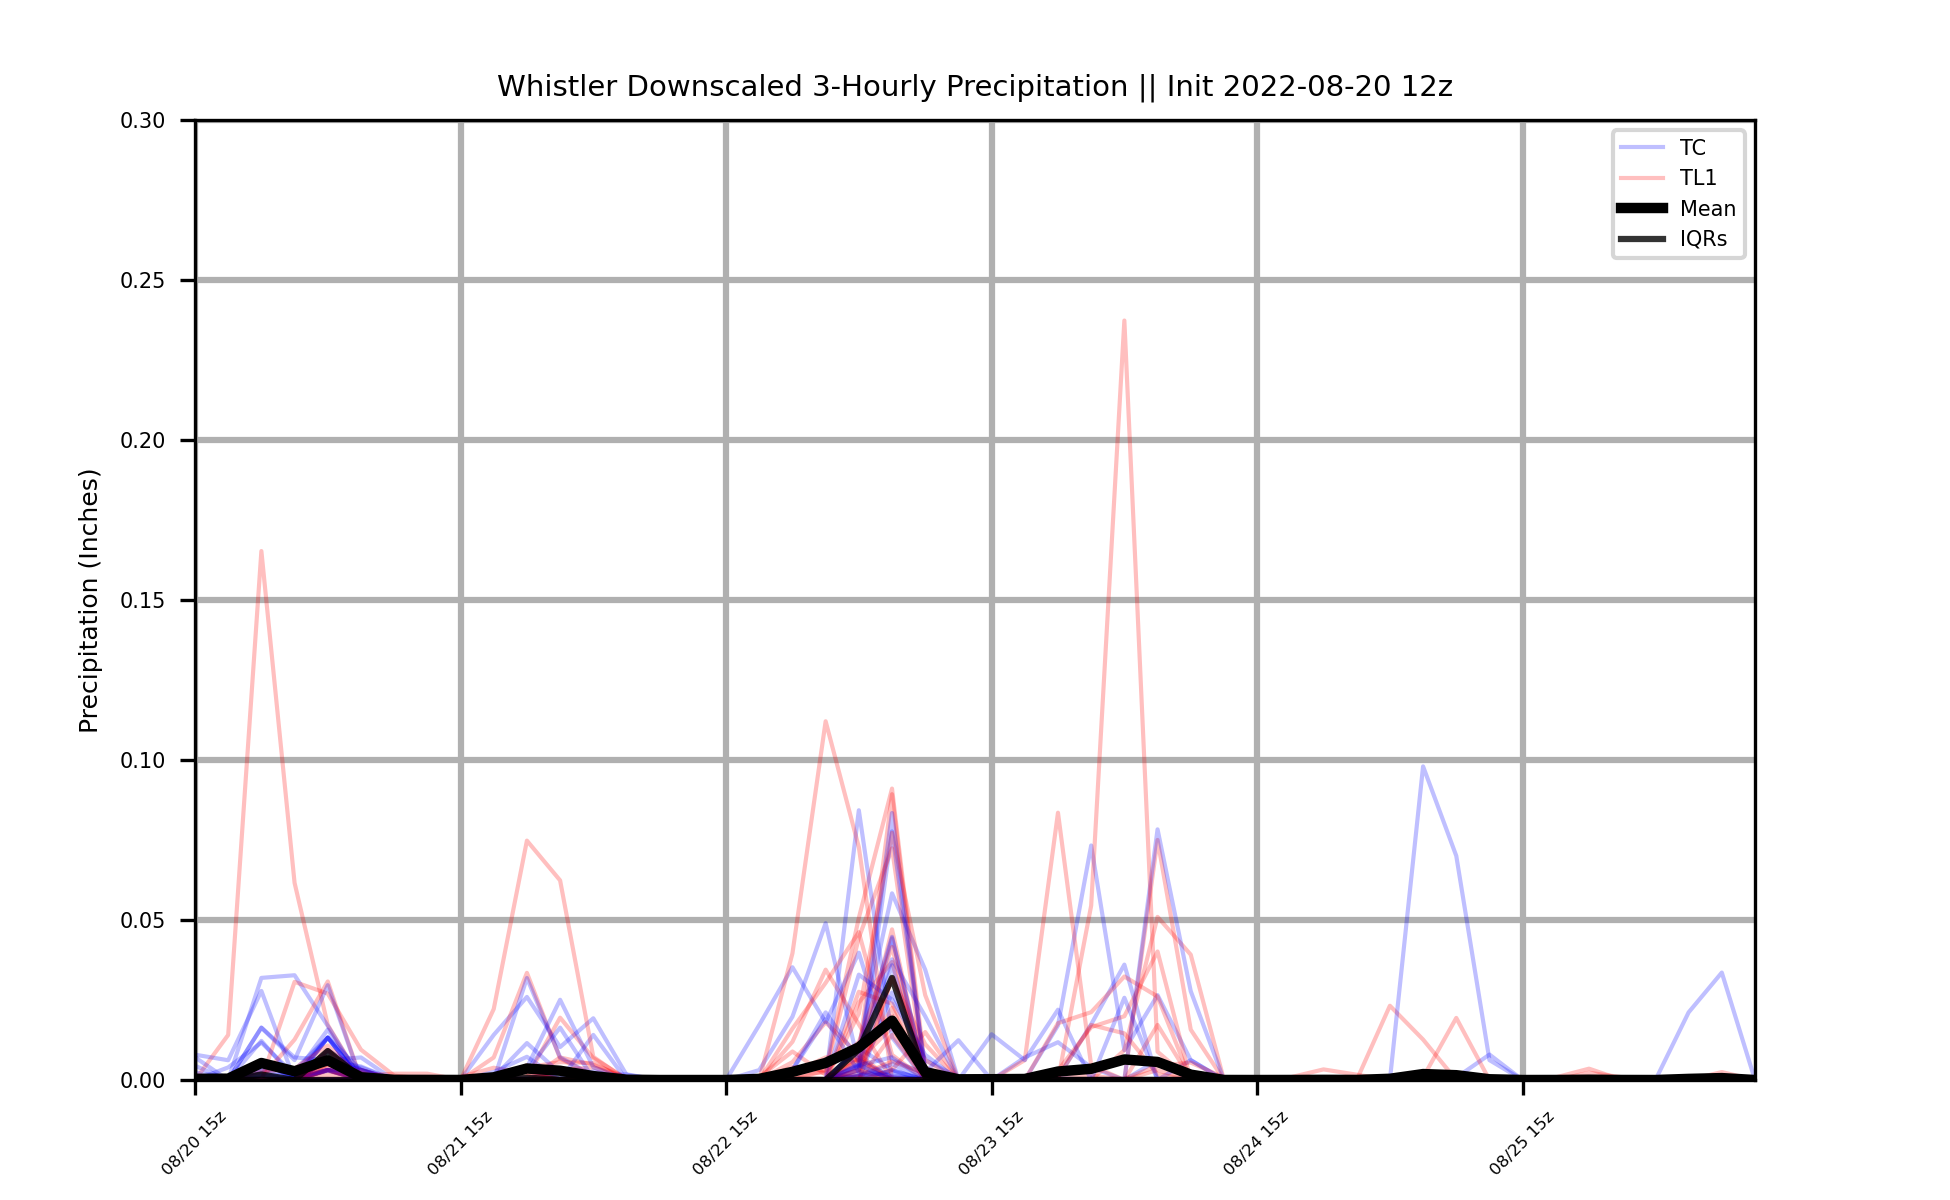 Whistler Downscaled 3-Hourly Precipitation || Init 2022-08-20 12z
Precipitation (Inches)
0.30
0.25
0.20
0.15
0.10
0.05
0.00
TC
TL1
Mean
IQRs
08/20 15z
08/21 15z
08/22 15z
08/23 15z
08/24 15z
08/25 15z